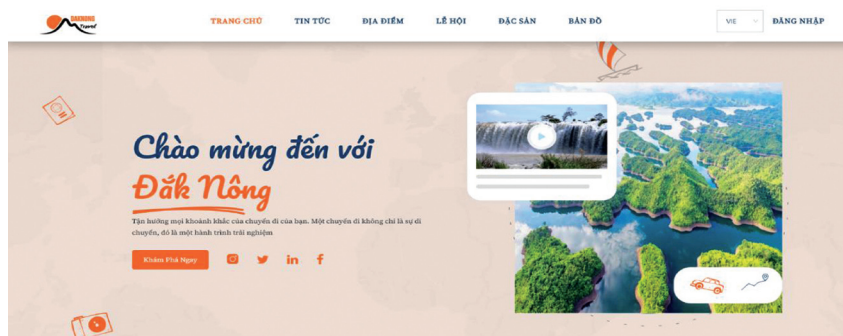 DAKNONG
Travel
TRANG CHỦ
TIN TỨC
ĐỊA ĐIỂM
LỄ HỘI
ĐẶC SẢN
BẢN ĐỒ
VIE
ĐĂNG NHẬP
Chào mừng đến với
Đắk Nông
Tận hưởng mọi khoảnh khắc của chuyến đi của bạn. Một chuyến đi không chỉ là sự di
chuyển, đó là một hành trình trải nghiệm
Khám Phá Ngay